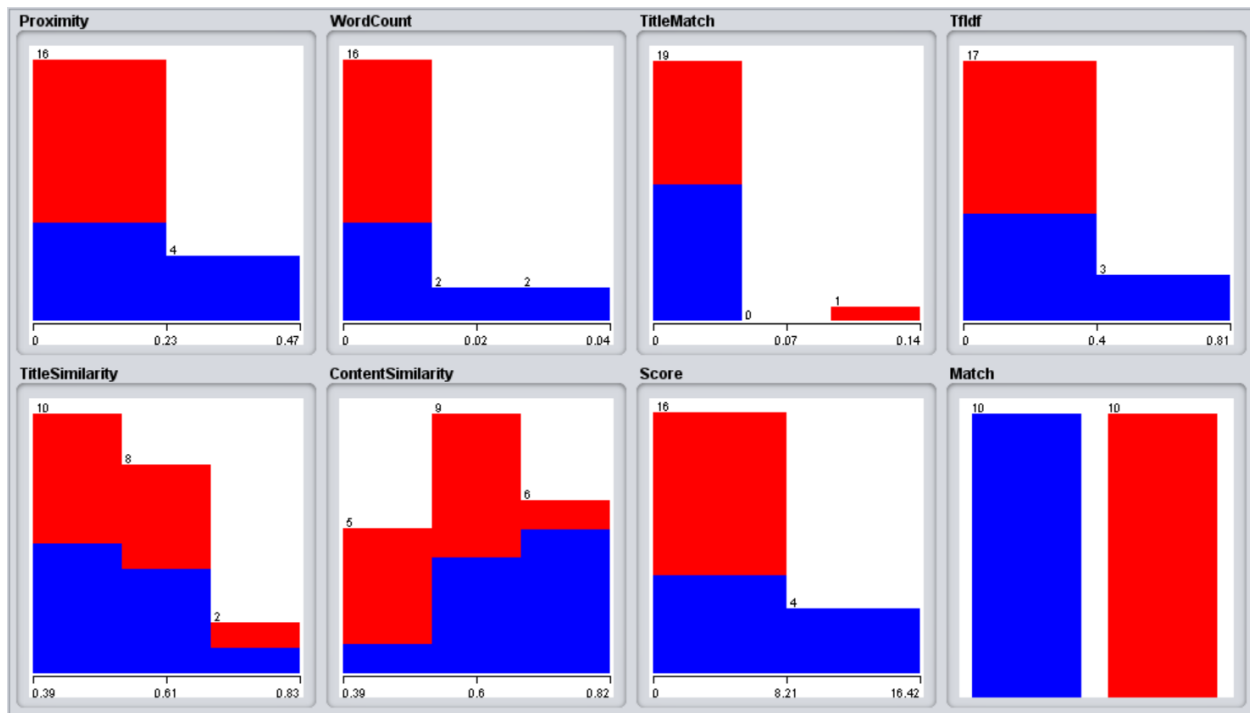 Proximity
WordCount
TitleMatch
TfIdf
16
4
0 0.23 0.47
16
2 2
0 0.02 0.04
19
0
1
0 0.07 0.14
17
3
0 0.4 0.81
TitleSimilarity
ContentSimilarity
Score
Match
10
8
2
0.39 0.61 0.83
5
9
6
0.39 0.6 0.82
16
4
0 8.21 16.42
10 10